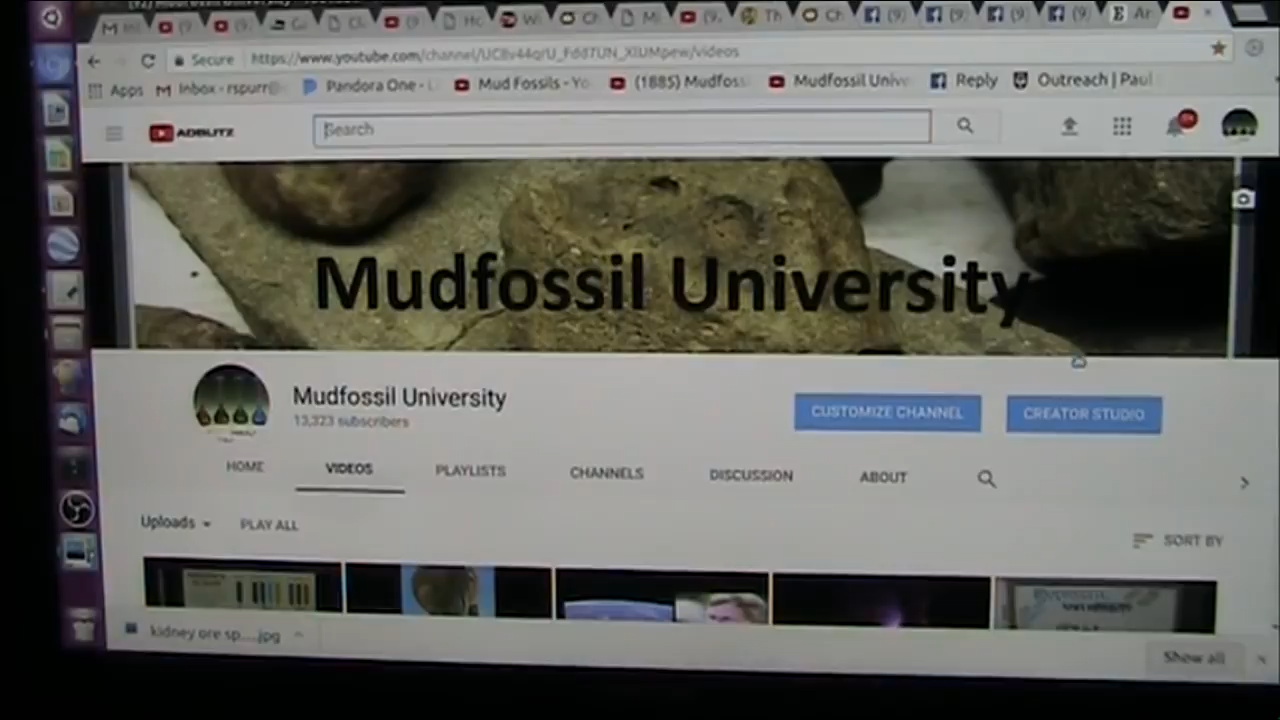 Secure https://www.youtube.com/channel/
Apps Inbox - rspurr@ Pandora One - L Mud Fossils - Yo (1885) Mudfoss Mudfossil Unive Reply Outreach | Paul
ADBLITZ Search
Mudfossil University
Mudfossil University
13,323 subscribers
CUSTOMIZE CHANNEL CREATOR STUDIO
HOME VIDEOS PLAYLISTS CHANNELS DISCUSSION ABOUT
Uploads PLAY ALL
SORT BY
kidney ore sp....jpg
Show all